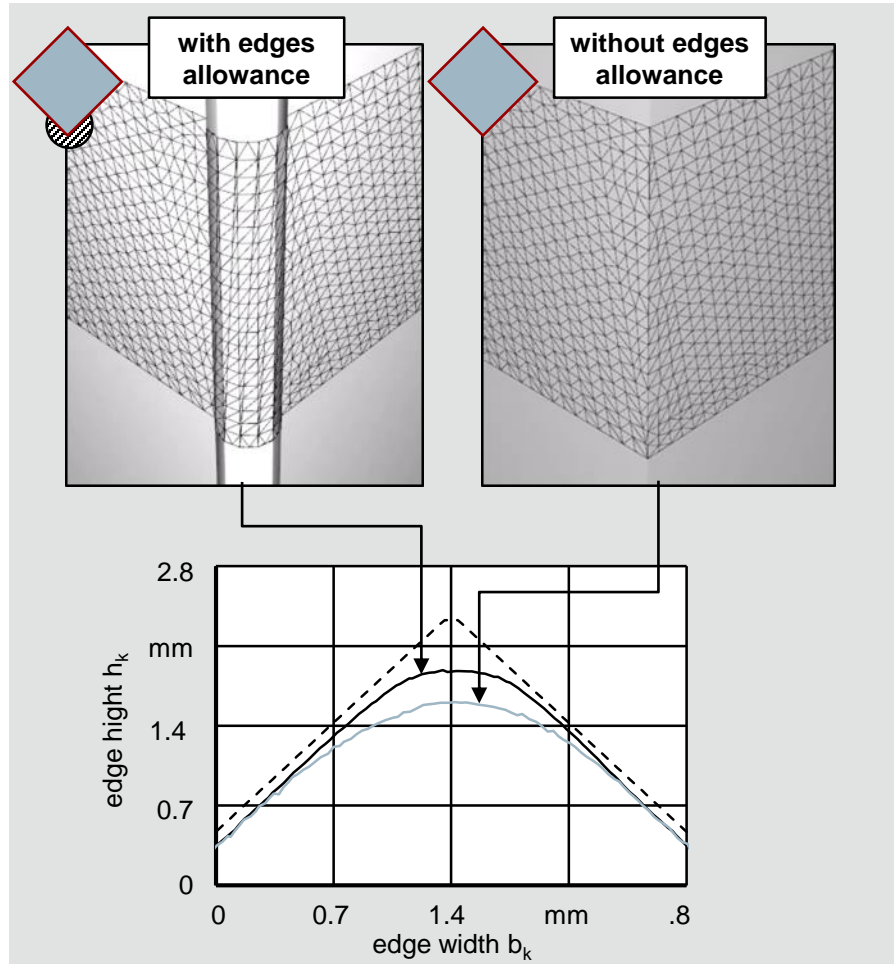 with edges
allowance
without edges
allowance
2.8
mm
1.4
0.7
0
edge hight hₖ
0
0.7
1.4
mm
.8
edge width bₖ